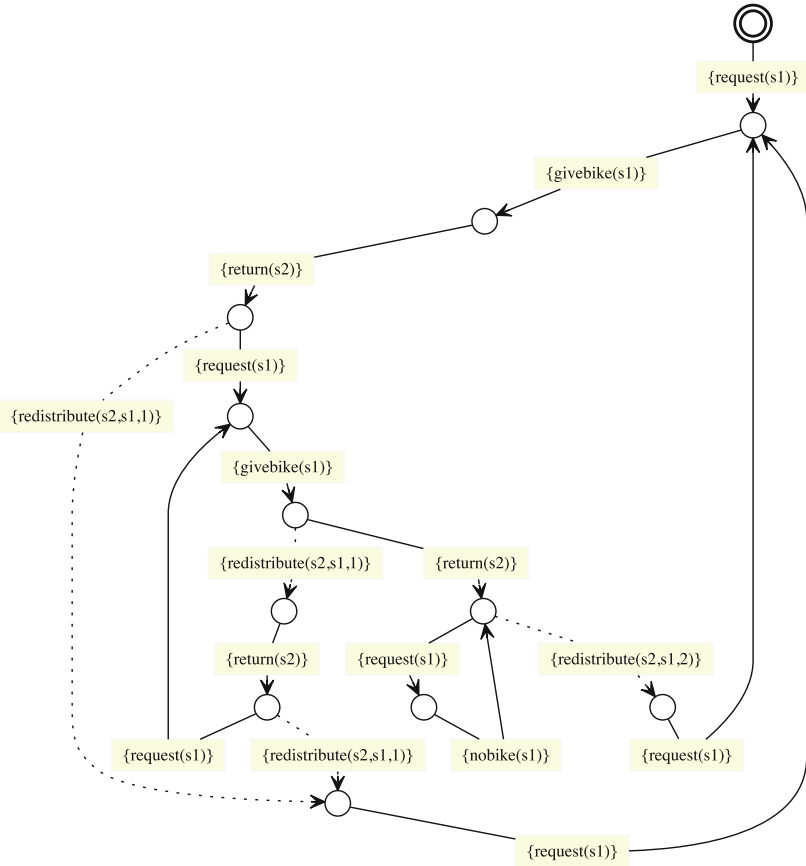 {request(s1)}
{givebike(s1)}
{return(s2)}
{request(s1)}
{redistribute(s2,s1,1)}
{givebike(s1)}
{redistribute(s2,s1,1)}
{return(s2)}
{return(s2)}
{request(s1)}
{redistribute(s2,s1,2)}
{request(s1)}
{redistribute(s2,s1,1)}
{nobike(s1)}
{request(s1)}
{request(s1)}